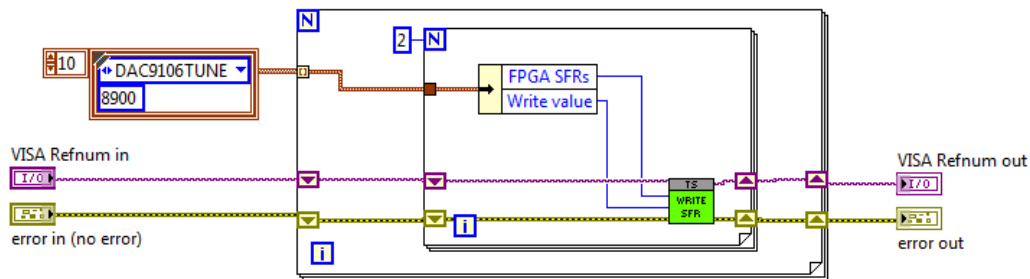 N
2
N
10
DAC9106TUNE
8900
FPGA SFRs
Write value
VISA Refnum in
I/O
TS
WRITE
SFR
VISA Refnum out
I/O
error in (no error)
i
i
error out